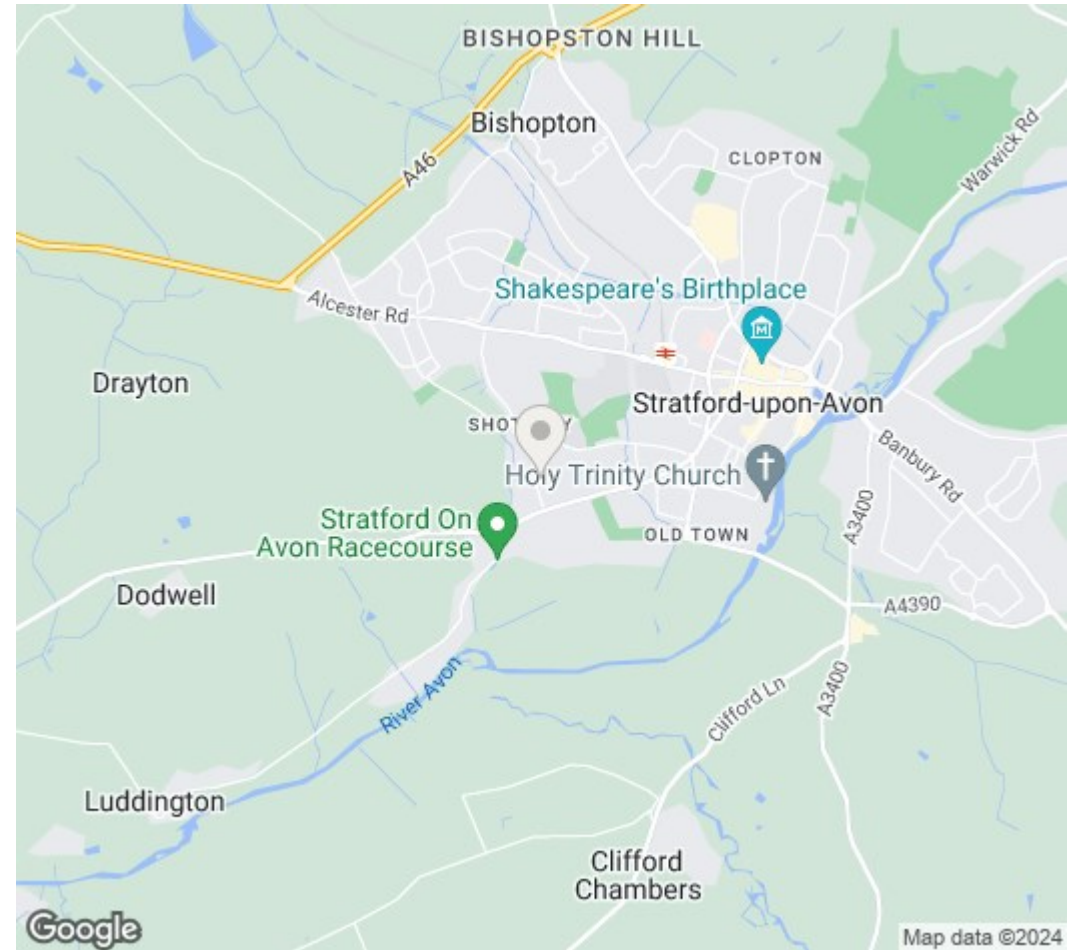 BISHOPSTON HILL
Bishopton
CLOPTON
Warwick Rd
A46
Shakespeare's Birthplace
Alcester Rd
Drayton
Stratford-upon-Avon
Banbury Rd
Holy Trinity Church
Stratford On
Avon Racecourse
OLD TOWN
A3400
Dodwell
A4390
River Avon
Clifford Ln
A3400
Luddington
Clifford
Chambers
Google
Map data ©2024